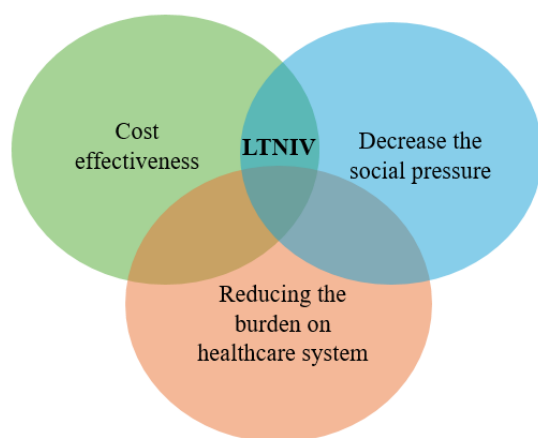 Cost
effectiveness
LTNIV
Decrease the
social pressure
Reducing the
burden on
healthcare system